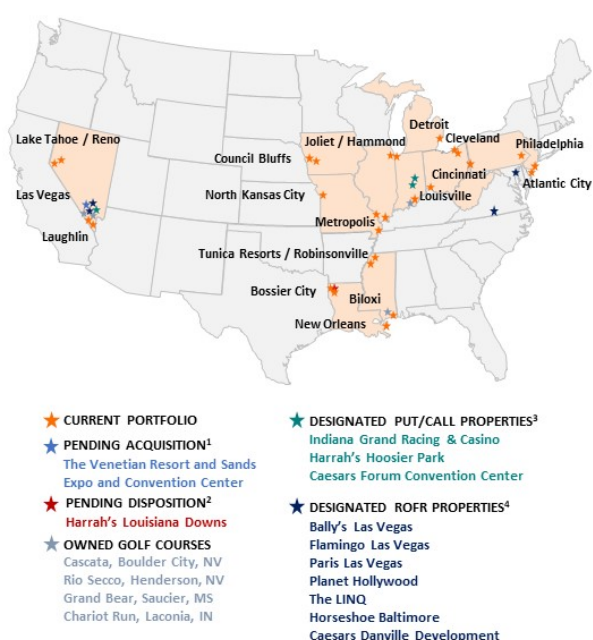 Detroit
Lake Tahoe / Reno
Joliet / Hammond
Cleveland
Philadelphia
Council Bluffs
Cincinnati
Atlantic City
Las Vegas
North Kansas City
Louisville
Metropolis
Laughlin
Tunica Resorts / Robinsonville
Bossier City
Biloxi
New Orleans
CURRENT PORTFOLIO
PENDING ACQUISITION¹
The Venetian Resort and Sands
Expo and Convention Center
PENDING DISPOSITION²
Harrah's Louisiana Downs
OWNED GOLF COURSES
Cascata, Boulder City, NV
Rio Secco, Henderson, NV
Grand Bear, Saucier, MS
Chariot Run, Laconia, IN
DESIGNATED PUT/CALL PROPERTIES³
Indiana Grand Racing & Casino
Harrah's Hoosier Park
Caesars Forum Convention Center
DESIGNATED ROFR PROPERTIES⁴
Bally's Las Vegas
Flamingo Las Vegas
Paris Las Vegas
Planet Hollywood
The LINQ
Horseshoe Baltimore
Caesars Danville Development